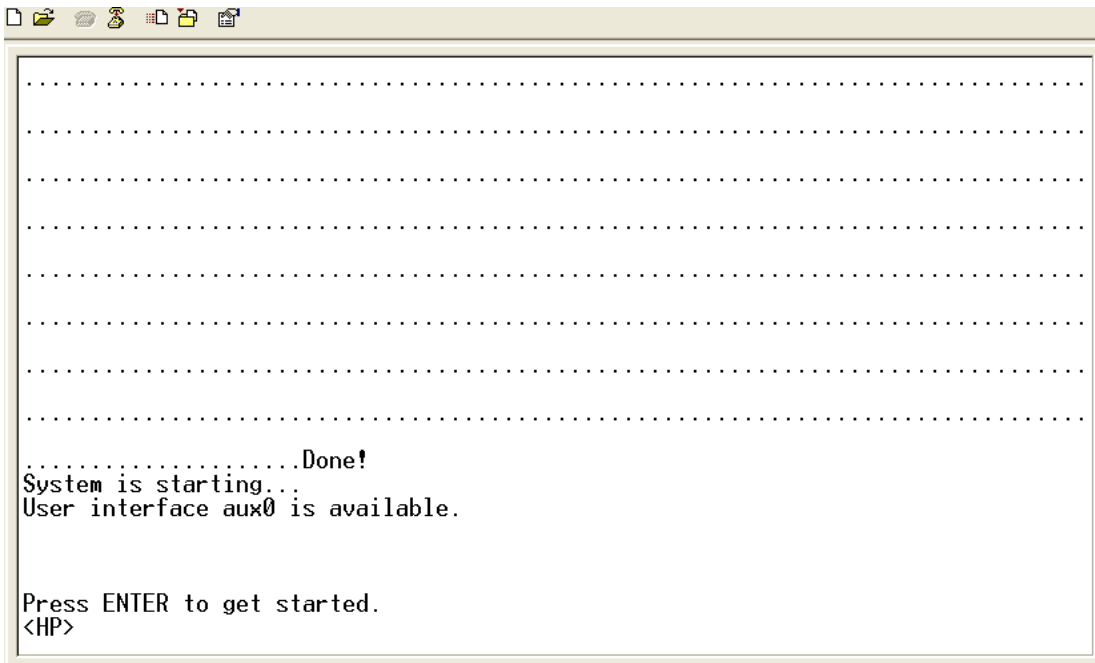 ................................................................................
................................................................................
................................................................................
................................................................................
................................................................................
................................................................................
................................................................................
................................................................................
.....................Done!
System is starting...
User interface aux0 is available.
Press ENTER to get started.
<HP>